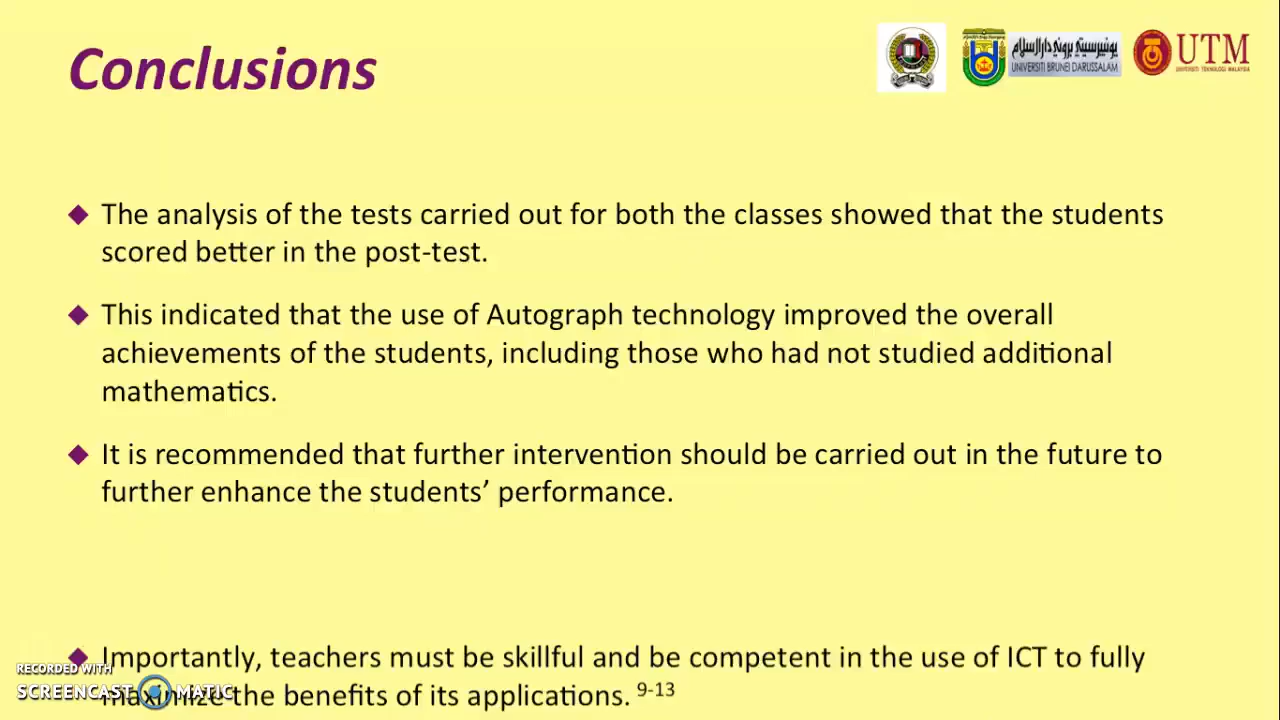 Conclusions
يونيبرسيتي بروني دارالسلام
UNIVERSITI BRUNEI DARUSSALAM
UTM
UNIVERSITI TEKNOLOGI MALAYSIA
The analysis of the tests carried out for both the classes showed that the students
scored better in the post-test.
This indicated that the use of Autograph technology improved the overall
achievements of the students, including those who had not studied additional
mathematics.
It is recommended that further intervention should be carried out in the future to
further enhance the students’ performance.
Importantly, teachers must be skillful and be competent in the use of ICT to fully
maximize the benefits of its applications.
9-13
RECORDED WITH
SCREENCAST MATIC